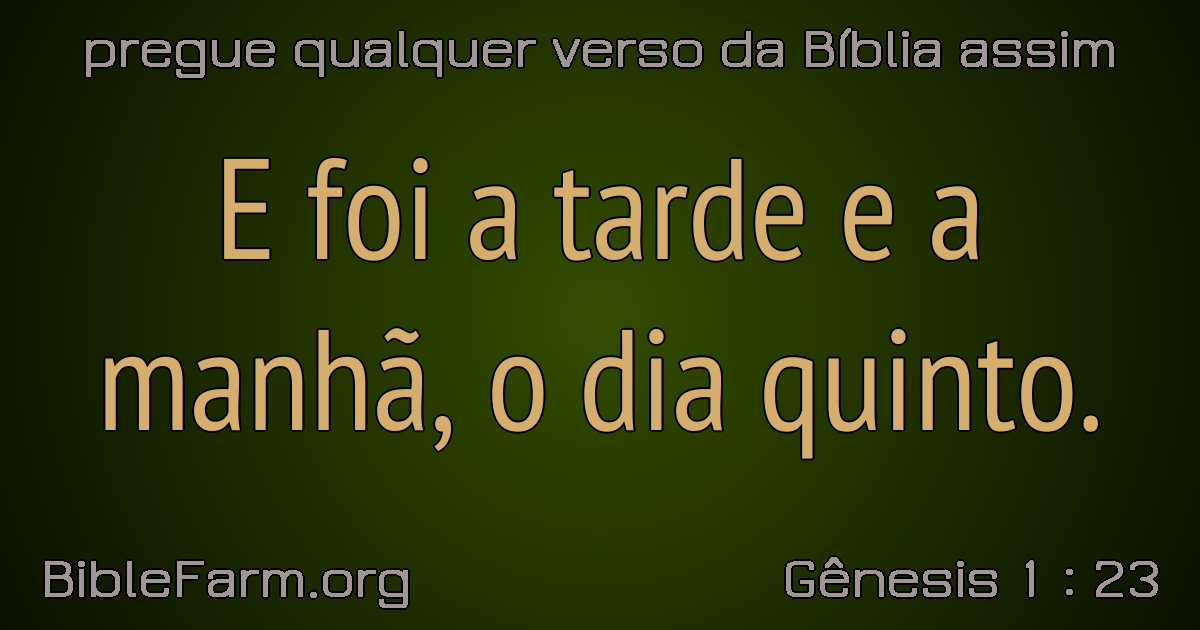 pregue qualquer verso da Bíblia assim
E foi a tarde e a
manhã, o dia quinto.
BibleFarm.org
Gênesis 1 : 23